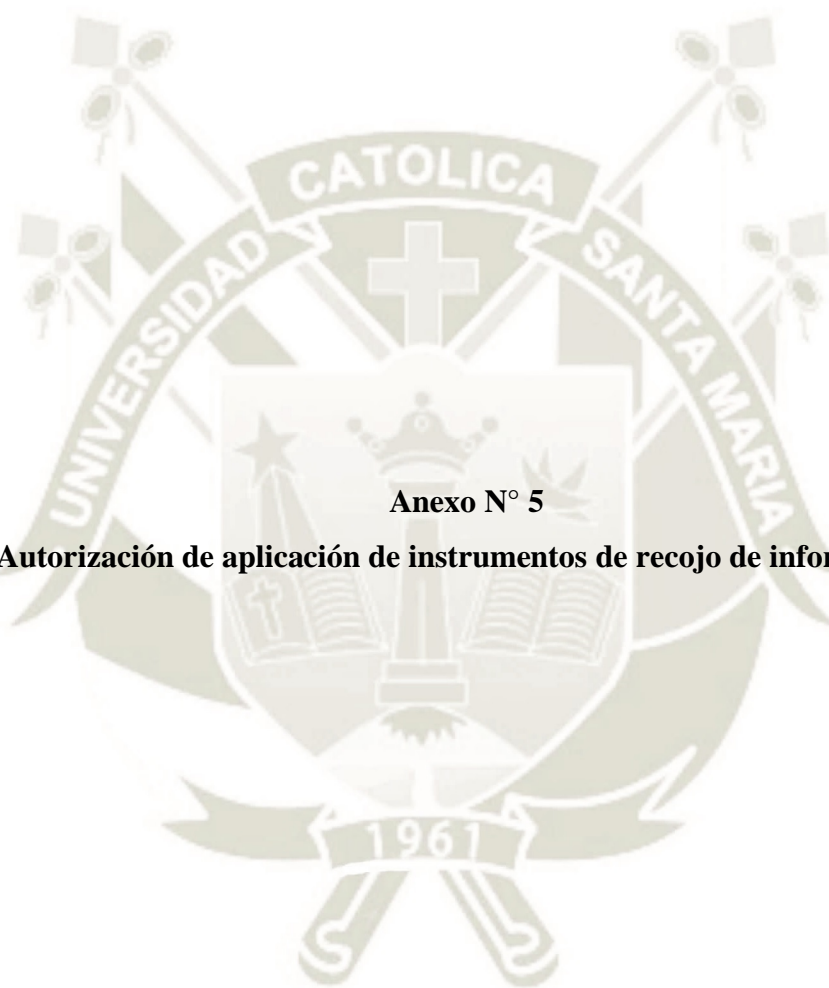 CATOLICA
UNIVERSIDAD
SANTA MARIA
Anexo N° 5
Autorización de aplicación de instrumentos de recojo de
1961